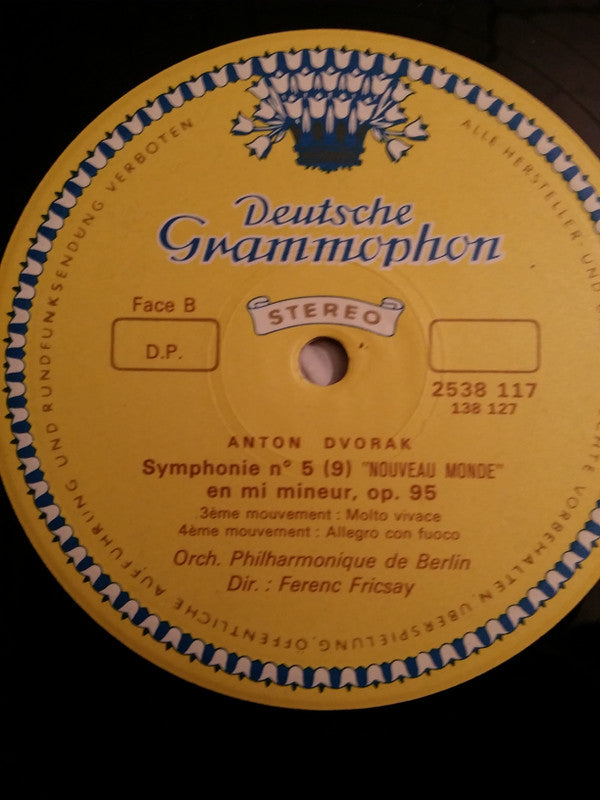 Deutsche
Grammophon
STEREO
Face B
D.P.
2538 117
138 127
ANTON DVORAK
Symphonie n° 5 (9) "NOUVEAU MONDE"
en mi mineur, op. 95
3ème mouvement : Molto vivace
4ème mouvement : Allegro con fuoco
Orch. Philharmonique de Berlin
Dir. : Ferenc Fricsay
ALLE HERSTELLER- UND
VORBEHALTEN. ÜBERSPIELUNG, ÖFFENTLICHE AUFFÜHRUNG UND RUNDFUNKSENDUNG VERBOTEN